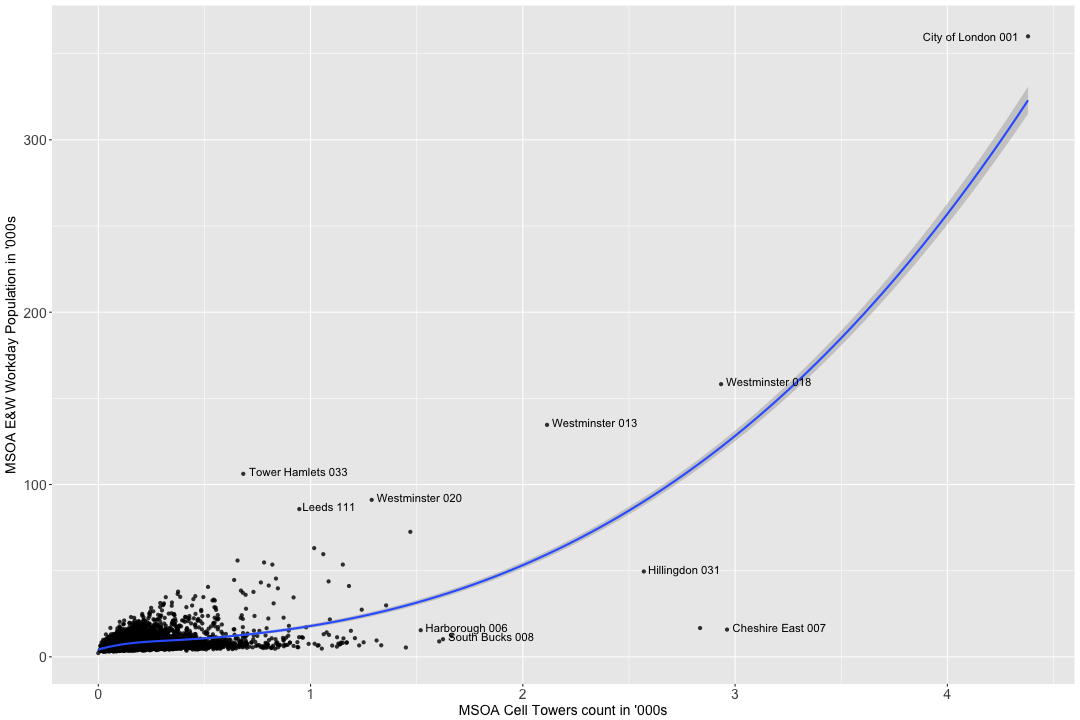 City of London 001
300
200
100
0
Westminster 018
Westminster 013
Tower Hamlets 033
Westminster 020
Leeds 111
Hillingdon 031
Harborough 006
South Bucks 008
Cheshire East 007
MSOA E&W Workday Population in '000s
0 1 2 3 4
MSOA Cell Towers count in '000s